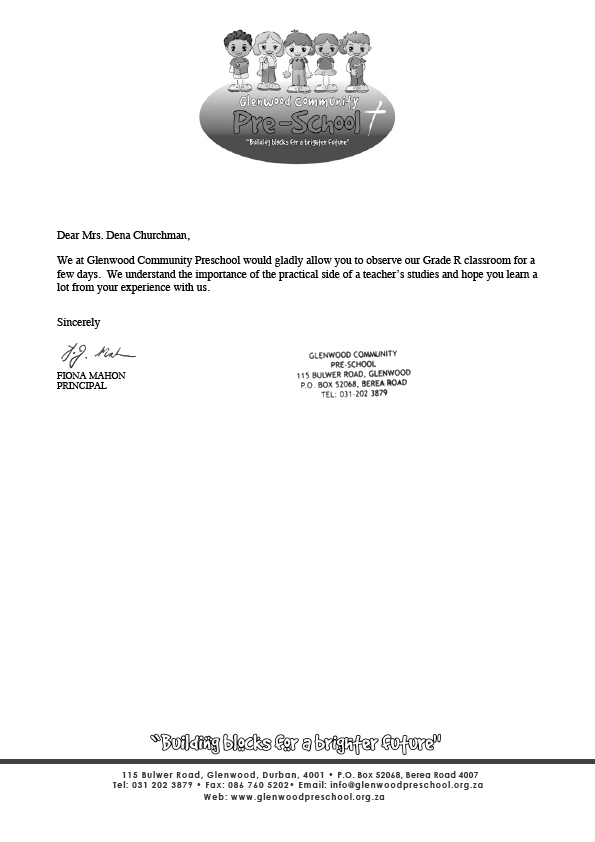 Glenwood Community
Pre-School
"Building blocks for a brighter future"
Dear Mrs. Dena Churchman,
We at Glenwood Community Preschool would gladly allow you to observe our Grade R classroom for a
few days.  We understand the importance of the practical side of a teacher’s studies and hope you learn a
lot from your experience with us.
Sincerely
FIONA MAHON
PRINCIPAL
GLENWOOD COMMUNITY
PRE-SCHOOL
115 BULWER ROAD, GLENWOOD
P.O. BOX 52068, BEREA ROAD
TEL: 031-202 3879
"Building blocks for a brighter future"
115 Bulwer Road, Glenwood, Durban, 4001 • P.O. Box 52068, Berea Road 4007
Tel: 031 202 3879 • Fax: 086 760 5202• Email: info@glenwoodpreschool.org.za
Web: www.glenwoodpreschool.org.za